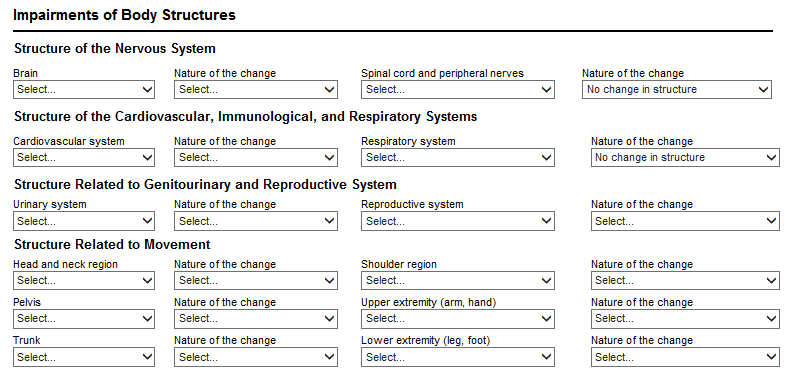 Impairments of Body Structures
Structure of the Nervous System
Brain Nature of the change Spinal cord and peripheral nerves Nature of the change
Select... Select... Select... No change in structure
Structure of the Cardiovascular, Immunological, and Respiratory Systems
Cardiovascular system Nature of the change Respiratory system Nature of the change
Select... Select... Select... No change in structure
Structure Related to Genitourinary and Reproductive System
Urinary system Nature of the change Reproductive system Nature of the change
Select... Select... Select... Select...
Structure Related to Movement
Head and neck region Nature of the change Shoulder region Nature of the change
Select... Select... Select... Select...
Pelvis Nature of the change Upper extremity (arm, hand) Nature of the change
Select... Select... Select... Select...
Trunk Nature of the change Lower extremity (leg, foot) Nature of the change
Select... Select... Select... Select...